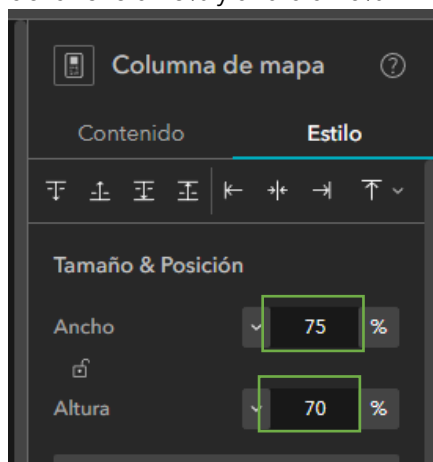 Columna de mapa
Contenido Estilo
Tamaño & Posición
Ancho 75 %
Altura 70 %